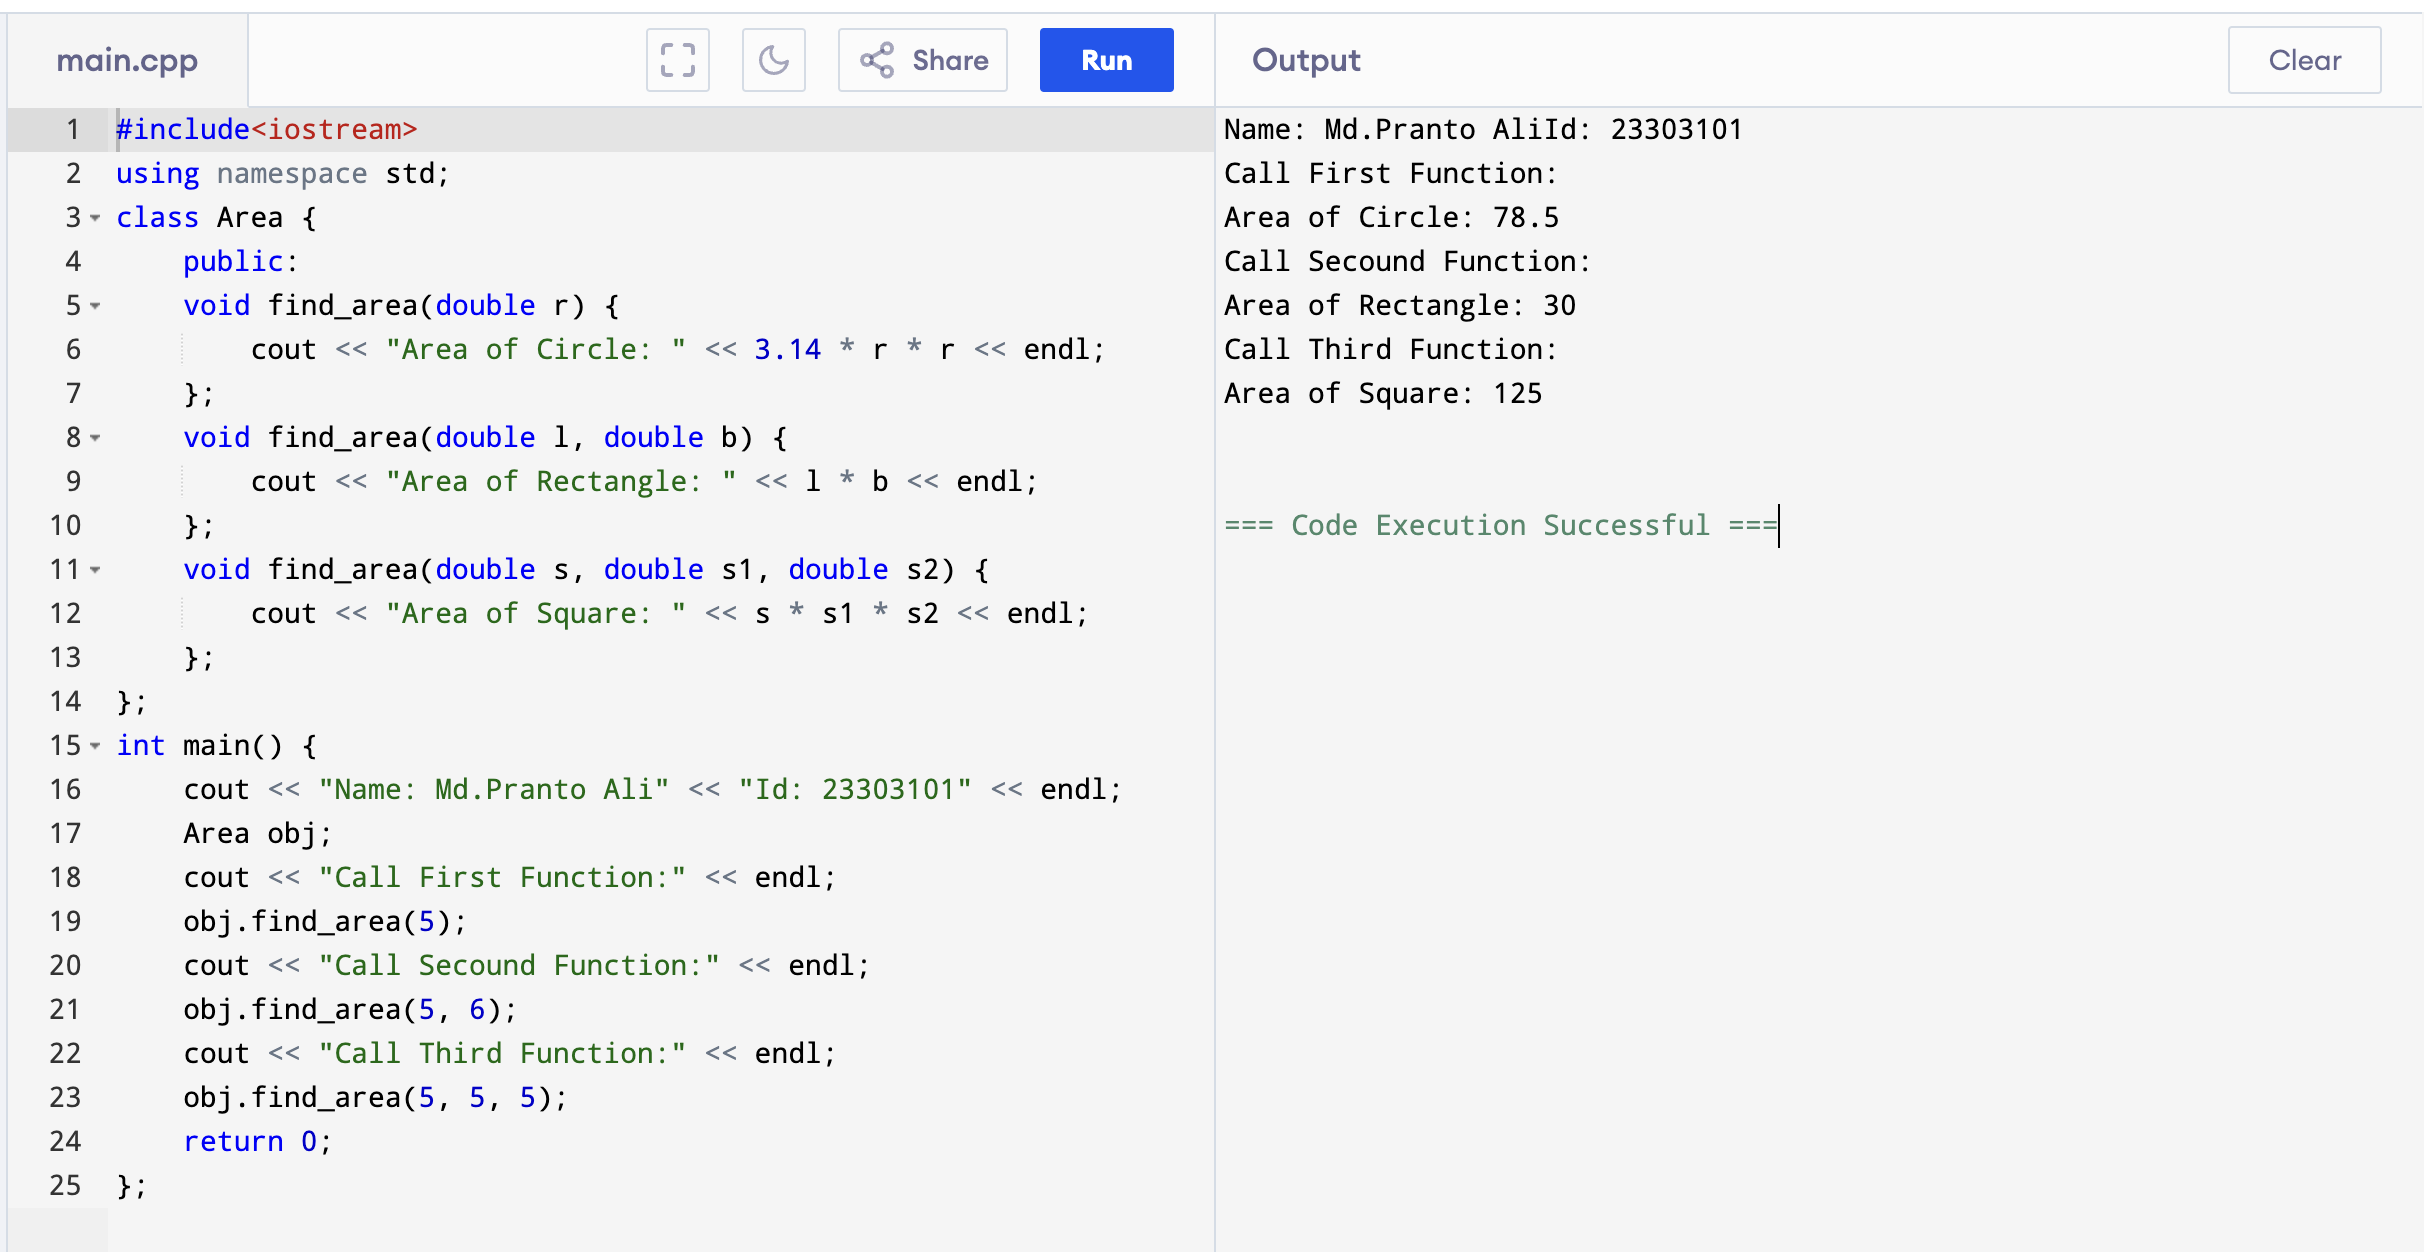 main.cpp
Share
Run
Output
Clear
1 #include<iostream>
2 using namespace std;
3 class Area {
4     public:
5     void find_area(double r) {
6         cout << "Area of Circle: " << 3.14 * r * r << endl;
7     };
8     void find_area(double l, double b) {
9         cout << "Area of Rectangle: " << l * b << endl;
10     };
11     void find_area(double s, double s1, double s2) {
12         cout << "Area of Square: " << s * s1 * s2 << endl;
13     };
14 };
15 int main() {
16     cout << "Name: Md.Pranto Ali" << "Id: 23303101" << endl;
17     Area obj;
18     cout << "Call First Function:" << endl;
19     obj.find_area(5);
20     cout << "Call Secound Function:" << endl;
21     obj.find_area(5, 6);
22     cout << "Call Third Function:" << endl;
23     obj.find_area(5, 5, 5);
24     return 0;
25 };
Name: Md.Pranto AliId: 23303101
Call First Function:
Area of Circle: 78.5
Call Secound Function:
Area of Rectangle: 30
Call Third Function:
Area of Square: 125
=== Code Execution Successful ===